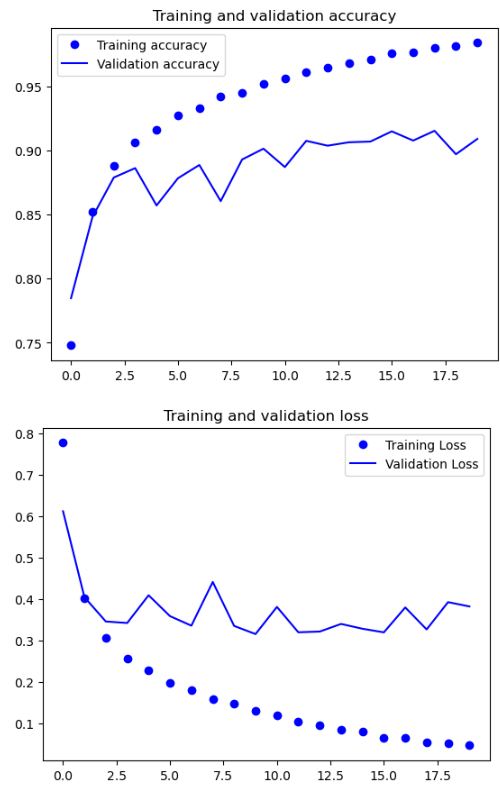 Training and validation accuracy
Training accuracy
Validation accuracy
0.95
0.90
0.85
0.80
0.75
0.0 2.5 5.0 7.5 10.0 12.5 15.0 17.5
Training and validation loss
Training Loss
Validation Loss
0.8
0.7
0.6
0.5
0.4
0.3
0.2
0.1
0.0 2.5 5.0 7.5 10.0 12.5 15.0 17.5